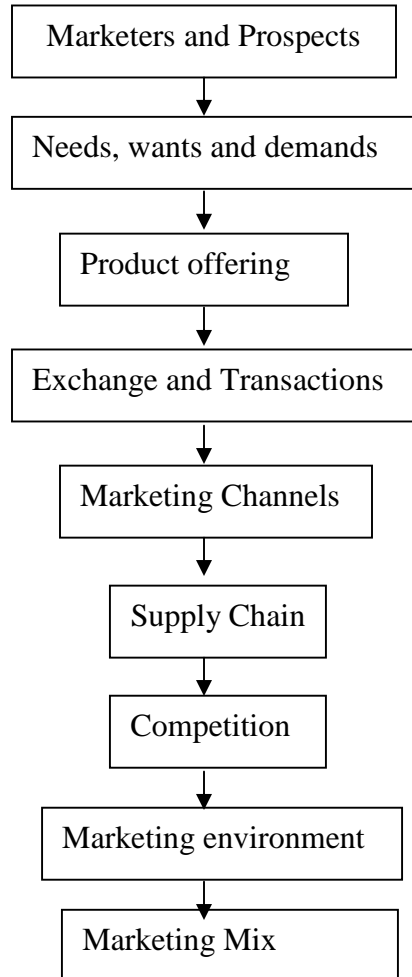 Marketers and Prospects
Needs, wants and demands
Product offering
Exchange and Transactions
Marketing Channels
Supply Chain
Competition
Marketing environment
Marketing Mix